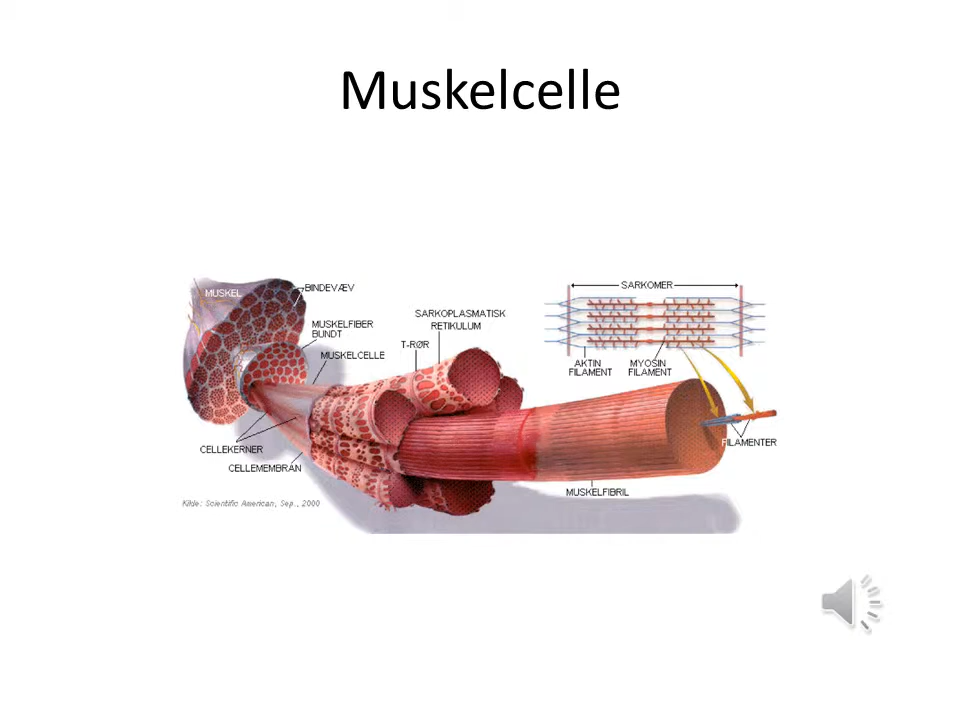 Muskelcelle
MUSKEL
BINDEVÆV
MUSKELFIBER
BUNDT
MUSKELCELLE
SARKOPLASMATISK
RETIKULUM
T-RØR
SARKOMER
AKTIN
FILAMENT
MYOSIN
FILAMENT
CELLEKERNER
CELLEMEMBRAN
FILAMENTER
MUSKELFIBRIL
Kilde: Scientific American, Sep., 2000